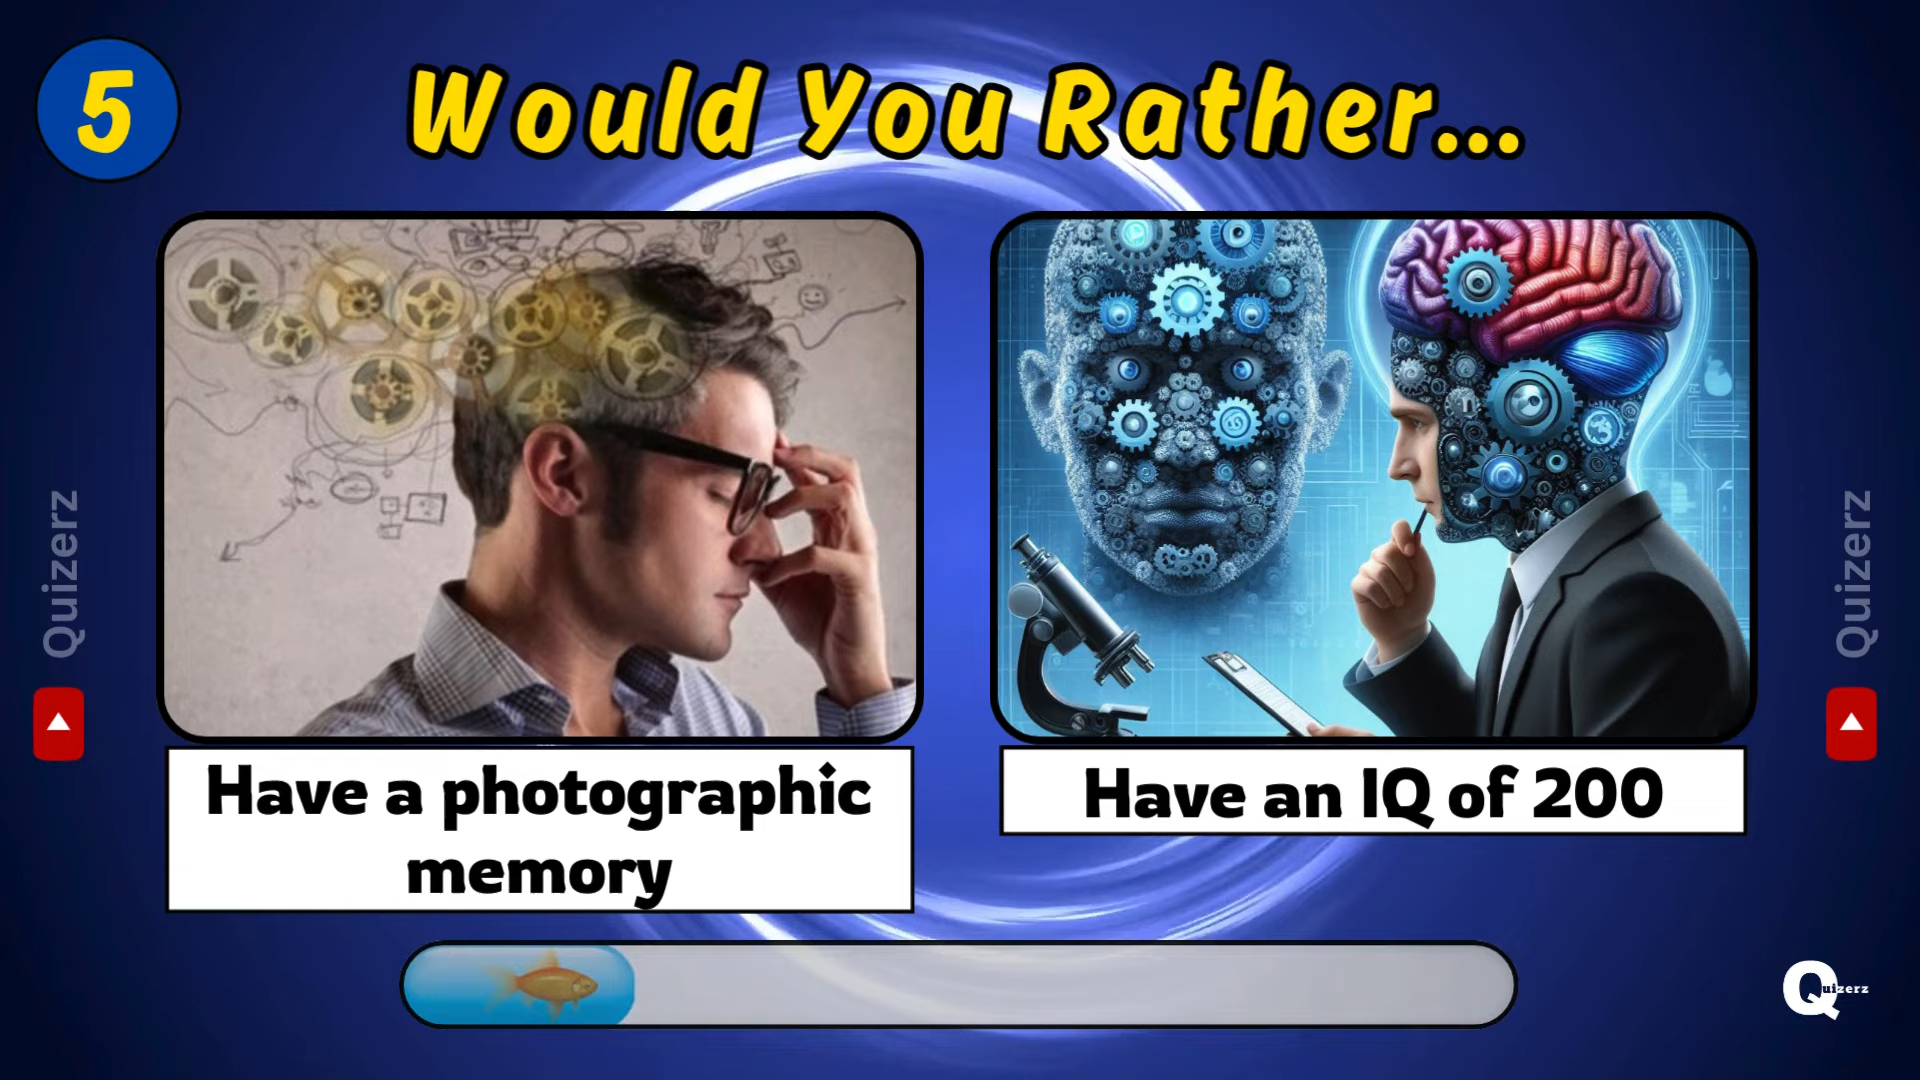 5
Would You Rather...
Have a photographic
memory
Have an IQ of 200
Quizerz
Quizerz
Quizerz